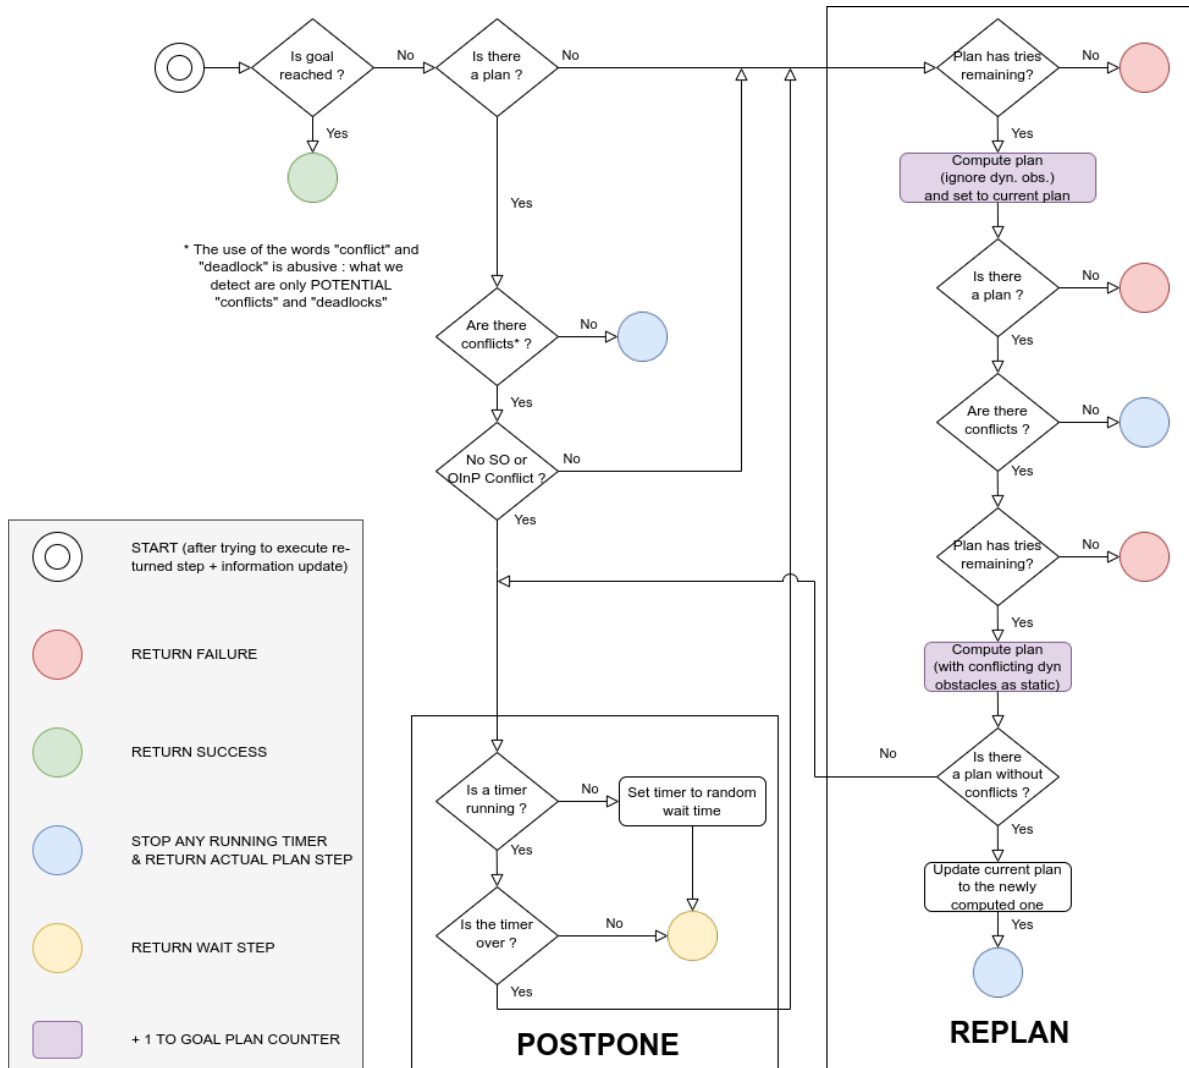 Is goal
reached ?
No
Is there
a plan ?
No
Plan has tries
remaining?
No
Yes
Yes
Compute plan
(ignore dyn. obs.)
and set to current plan
Yes
* The use of the words "conflict" and
"deadlock" is abusive : what we
detect are only POTENTIAL
"conflicts" and "deadlocks"
Is there
a plan ?
No
Yes
Are there
conflicts* ?
No
Yes
Are there
conflicts ?
No
Yes
No SO or
OInP Conflict ?
No
Yes
Plan has tries
remaining?
No
Yes
Compute plan
(with conflicting dyn
obstacles as static)
Is there
a plan without
conflicts ?
No
Yes
Update current plan
to the newly
computed one
Yes
REPLAN
Is a timer
running ?
No
Set timer to random
wait time
Yes
Is the timer
over ?
No
Yes
POSTPONE
START (after trying to execute re-
turned step + information update)
RETURN FAILURE
RETURN SUCCESS
STOP ANY RUNNING TIMER
& RETURN ACTUAL PLAN STEP
RETURN WAIT STEP
+ 1 TO GOAL PLAN COUNTER